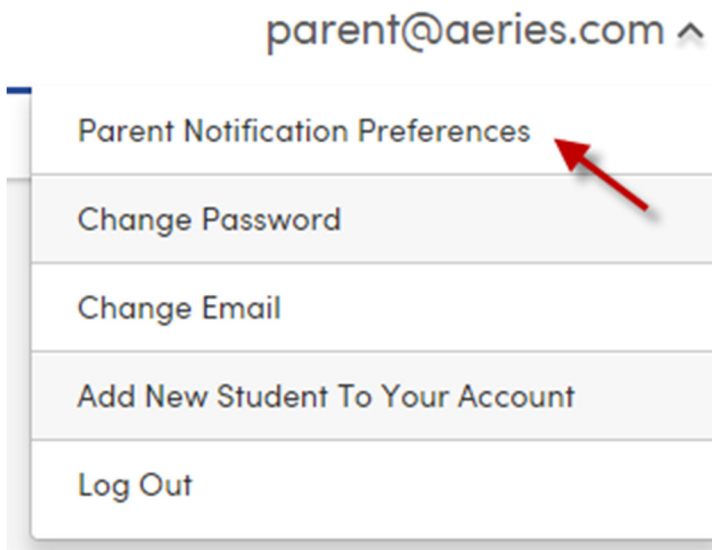 parent@aeries.com
Parent Notification Preferences
Change Password
Change Email
Add New Student To Your Account
Log Out